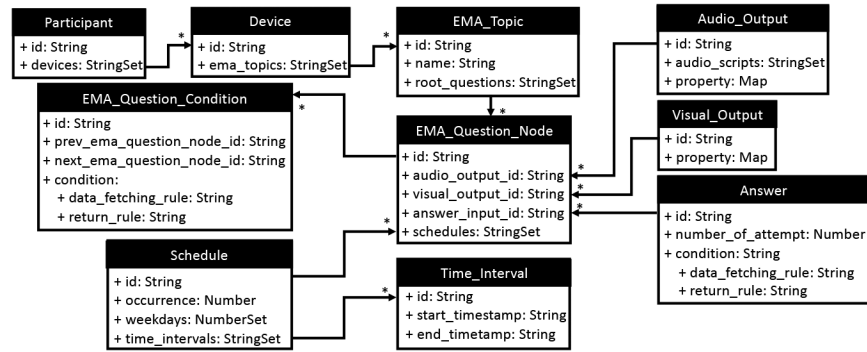 Participant
+ id: String
+ devices: StringSet
*
Device
+ id: String
+ ema_topics: StringSet
*
EMA_Topic
+ id: String
+ name: String
+ root_questions: StringSet
*
Audio_Output
+ id: String
+ audio_scripts: StringSet
+ property: Map
EMA_Question_Condition
*
+ id: String
+ prev_ema_question_node_id: String
+ next_ema_question_node_id: String
+ condition:
+ data_fetching_rule: String
+ return_rule: String
EMA_Question_Node
+ id: String
+ audio_output_id: String
*
+ visual_output_id: String
*
+ answer_input_id: String
*
+ schedules: StringSet
*
Visual_Output
+ id: String
+ property: Map
Answer
+ id: String
+ number_of_attempt: Number
+ condition: String
+ data_fetching_rule: String
+ return_rule: String
Schedule
+ id: String
+ occurrence: Number
+ weekdays: NumberSet
+ time_intervals: StringSet
*
Time_Interval
+ id: String
+ start_timestamp: String
+ end_timetamp: String